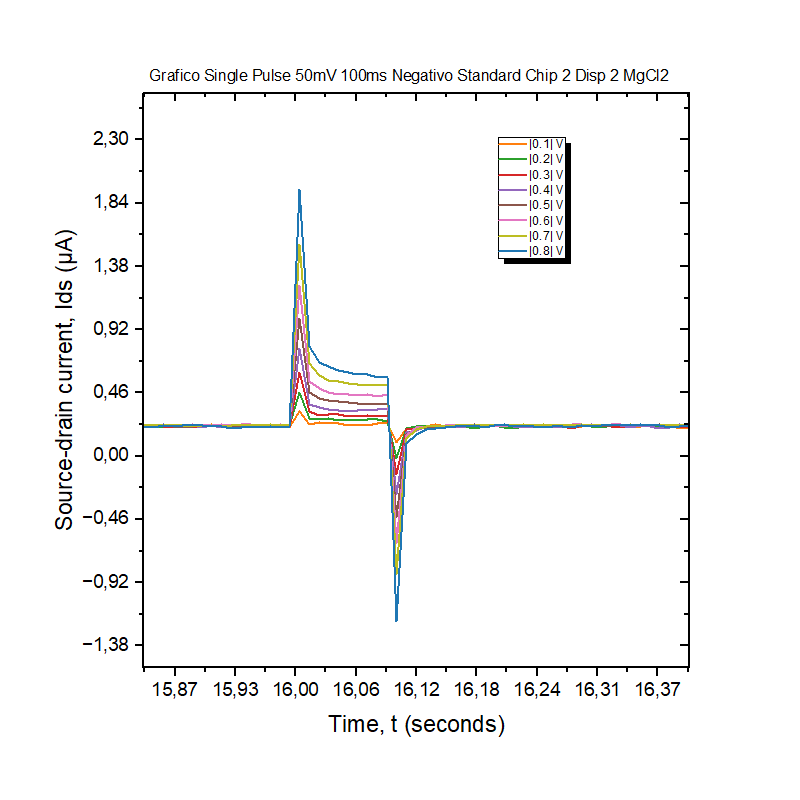 Grafico Single Pulse 50mV 100ms Negativo Standard Chip 2 Disp 2 MgCl2
|0.1| V
|0.2| V
|0.3| V
|0.4| V
|0.5| V
|0.6| V
|0.7| V
|0.8| V
2,30
1,84
1,38
0,92
0,46
0,00
−0,46
−0,92
−1,38
Source-drain current, Ids (µA)
15,87 15,93 16,00 16,06 16,12 16,18 16,24 16,31 16,37
Time, t (seconds)